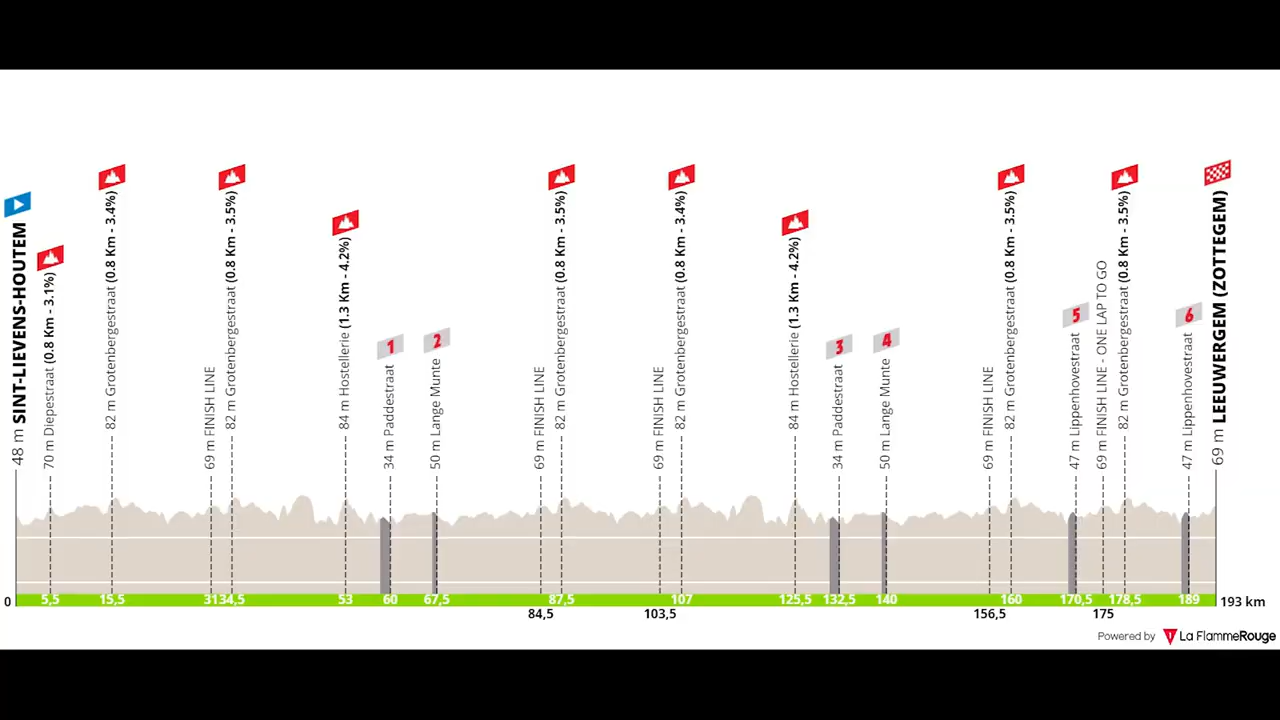 48 m SINT-LIEVENS-HOUTEM
70 m Diepestraat (0.8 Km - 3.1%)
82 m Grotenbergestraat (0.8 Km - 3.4%)
69 m FINISH LINE
82 m Grotenbergestraat (0.8 Km - 3.5%)
84 m Hostellerie (1.3 Km - 4.2%)
1
34 m Paddestraat
2
50 m Lange Munte
69 m FINISH LINE
82 m Grotenbergestraat (0.8 Km - 3.5%)
69 m FINISH LINE
82 m Grotenbergestraat (0.8 Km - 3.4%)
84 m Hostellerie (1.3 Km - 4.2%)
3
34 m Paddestraat
4
50 m Lange Munte
69 m FINISH LINE
82 m Grotenbergestraat (0.8 Km - 3.5%)
5
47 m Lippenhovestraat
69 m FINISH LINE - ONE LAP TO GO
82 m Grotenbergestraat (0.8 Km - 3.5%)
6
47 m Lippenhovestraat
69 m LEEUWERGEM (ZOTTEGEM)
0 5,5 15,5 31 34,5 53 60 67,5 87,5 107 125,5 132,5 140 160 170,5 178,5 189 193 km
84,5 103,5 156,5 175
Powered by La FlammeRouge